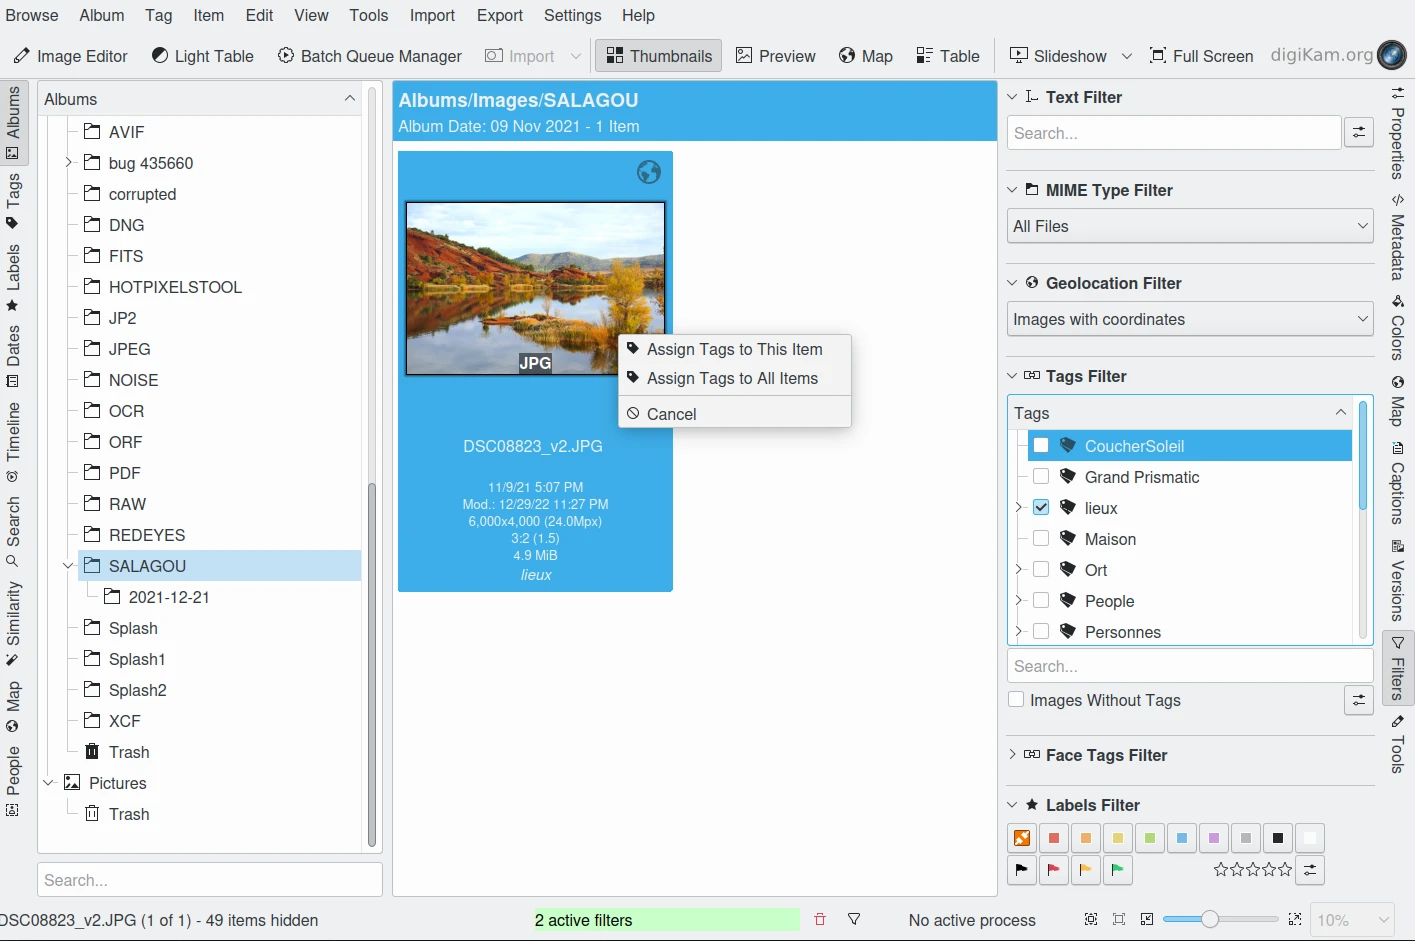 Browse Album Tag Item Edit View Tools Import Export Settings Help
Image Editor Light Table Batch Queue Manager Import Thumbnails Preview Map Table Slideshow Full Screen digiKam.org
Albums
Tags
Labels
Dates
Timeline
Search
Similarity
Map
People
Albums
AVIF
bug 435660
corrupted
DNG
FITS
HOTPIXELSTOOL
JP2
JPEG
NOISE
OCR
ORF
PDF
RAW
REDEYES
SALAGOU
2021-12-21
Splash
Splash1
Splash2
XCF
Trash
Pictures
Trash
Search...
Albums/Images/SALAGOU
Album Date: 09 Nov 2021 - 1 Item
JPG
Assign Tags to This Item
Assign Tags to All Items
Cancel
DSC08823_v2.JPG
11/9/21 5:07 PM
Mod.: 12/29/22 11:27 PM
6,000x4,000 (24.0Mpx)
3:2 (1.5)
4.9 MiB
lieux
Text Filter
Search...
MIME Type Filter
All Files
Geolocation Filter
Images with coordinates
Tags Filter
Tags
CoucherSoleil
Grand Prismatic
lieux
Maison
Ort
People
Personnes
Search...
Images Without Tags
Face Tags Filter
Labels Filter
Properties
Metadata
Colors
Map
Captions
Versions
Filters
Tools
DSC08823_v2.JPG (1 of 1) - 49 items hidden 2 active filters No active process 10%